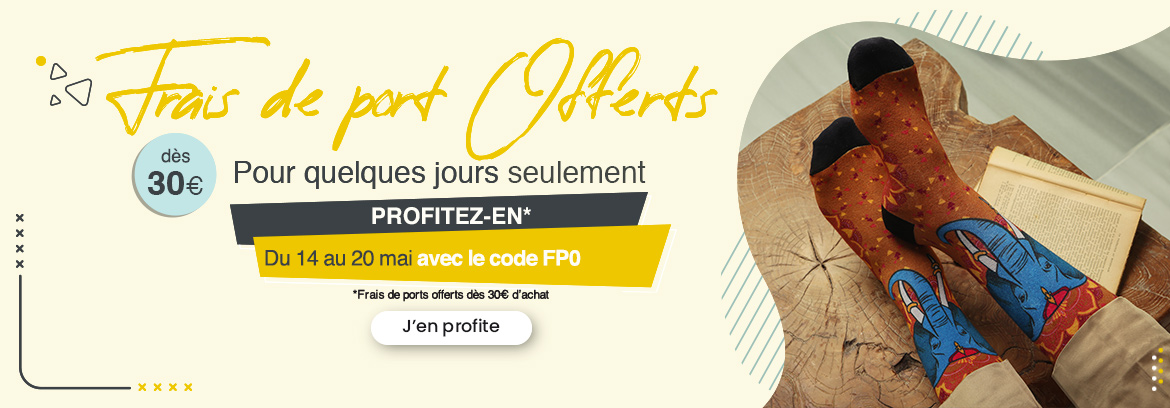 Frais de port Offerts
dès
30€
Pour quelques jours seulement
PROFITEZ-EN*
Du 14 au 20 mai avec le code FP0
*Frais de ports offerts dès 30€ d'achat
J'en profite